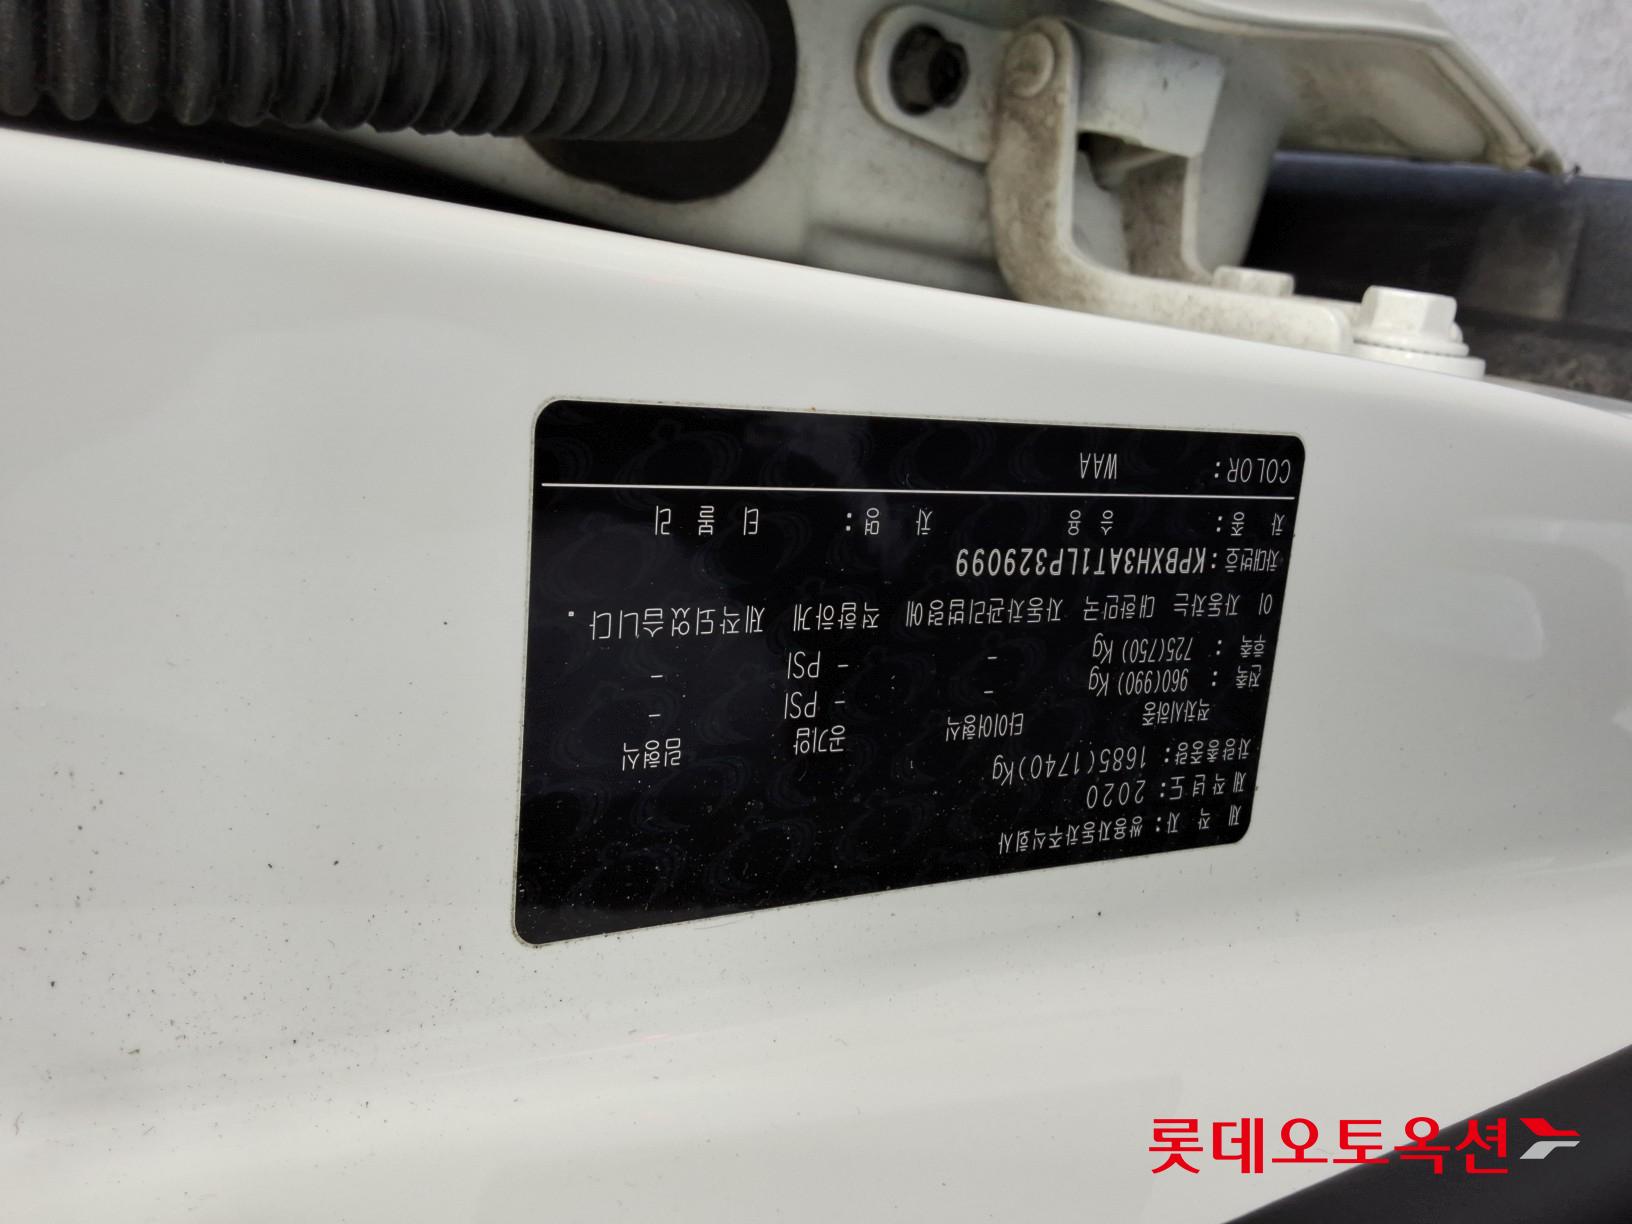 제 작 자: 쌍용자동차주식회사
제 작 년 도: 2020
차량총중량: 1685(1740)Kg
적차시하중 타이어형식 공기압 림형식
전축 : 960(990)Kg - - PSI -
후축 : 725(750)Kg - - PSI -
이 자동차는 대한민국 자동차관리법령에 적합하게 제작되었습니다.
차대번호:KPBXH3AT1LP329099
차 종: 승 용 차 명: 티 볼 리
COLOR: WAA
롯데오토옥션